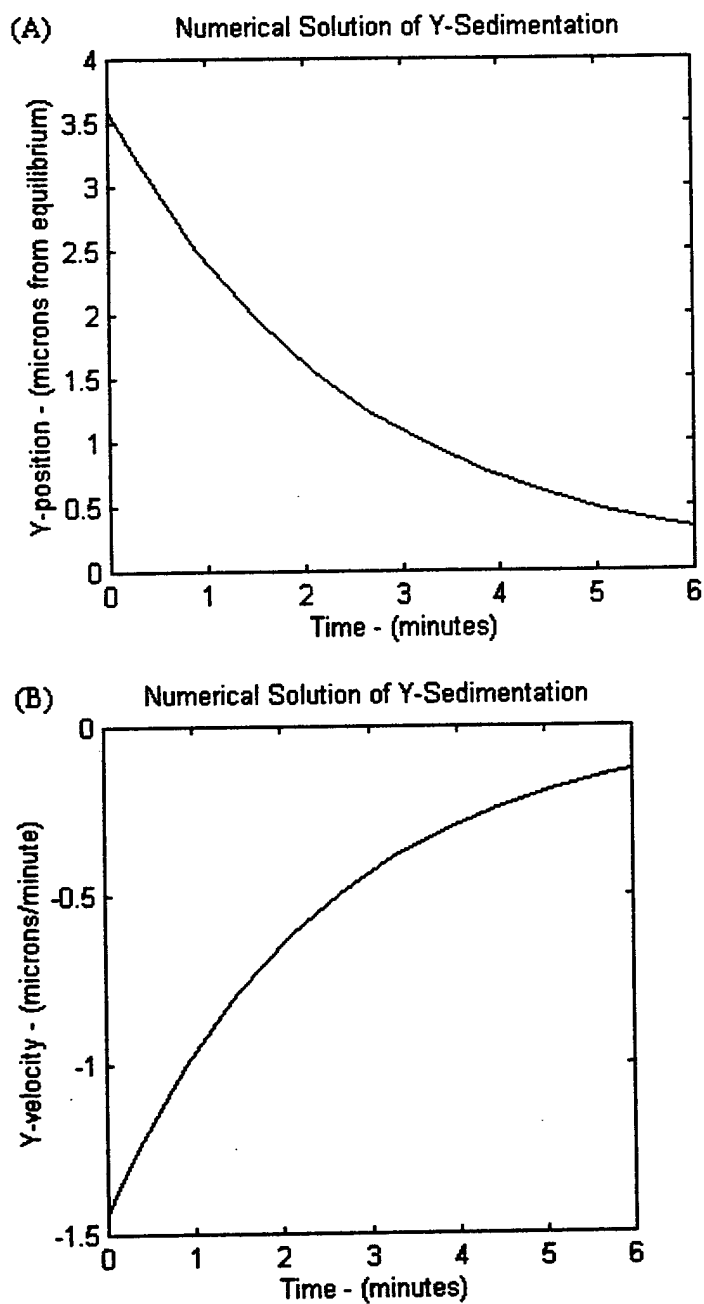 (A) Numerical Solution of Y-Sedimentation
Y-position - (microns from equilibrium)
4
3.5
3
2.5
2
1.5
1
0.5
0
0 1 2 3 4 5 6
Time - (minutes)
(B) Numerical Solution of Y-Sedimentation
Y-velocity - (microns/minute)
0
-0.5
-1
-1.5
0 1 2 3 4 5 6
Time - (minutes)